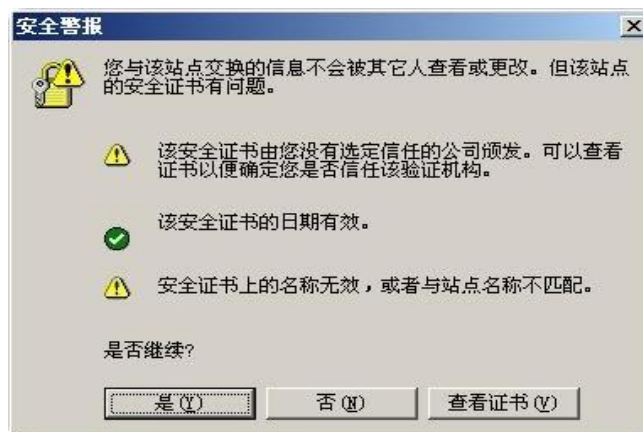 安全警报
您与该站点交换的信息不会被其它人查看或更改。但该站点
的安全证书有问题。
该安全证书由您没有选定信任的公司颁发。可以查看
证书以便确定您是否信任该验证机构。
该安全证书的日期有效。
安全证书上的名称无效，或者与站点名称不匹配。
是否继续?
是(Y) 否(N) 查看证书(V)